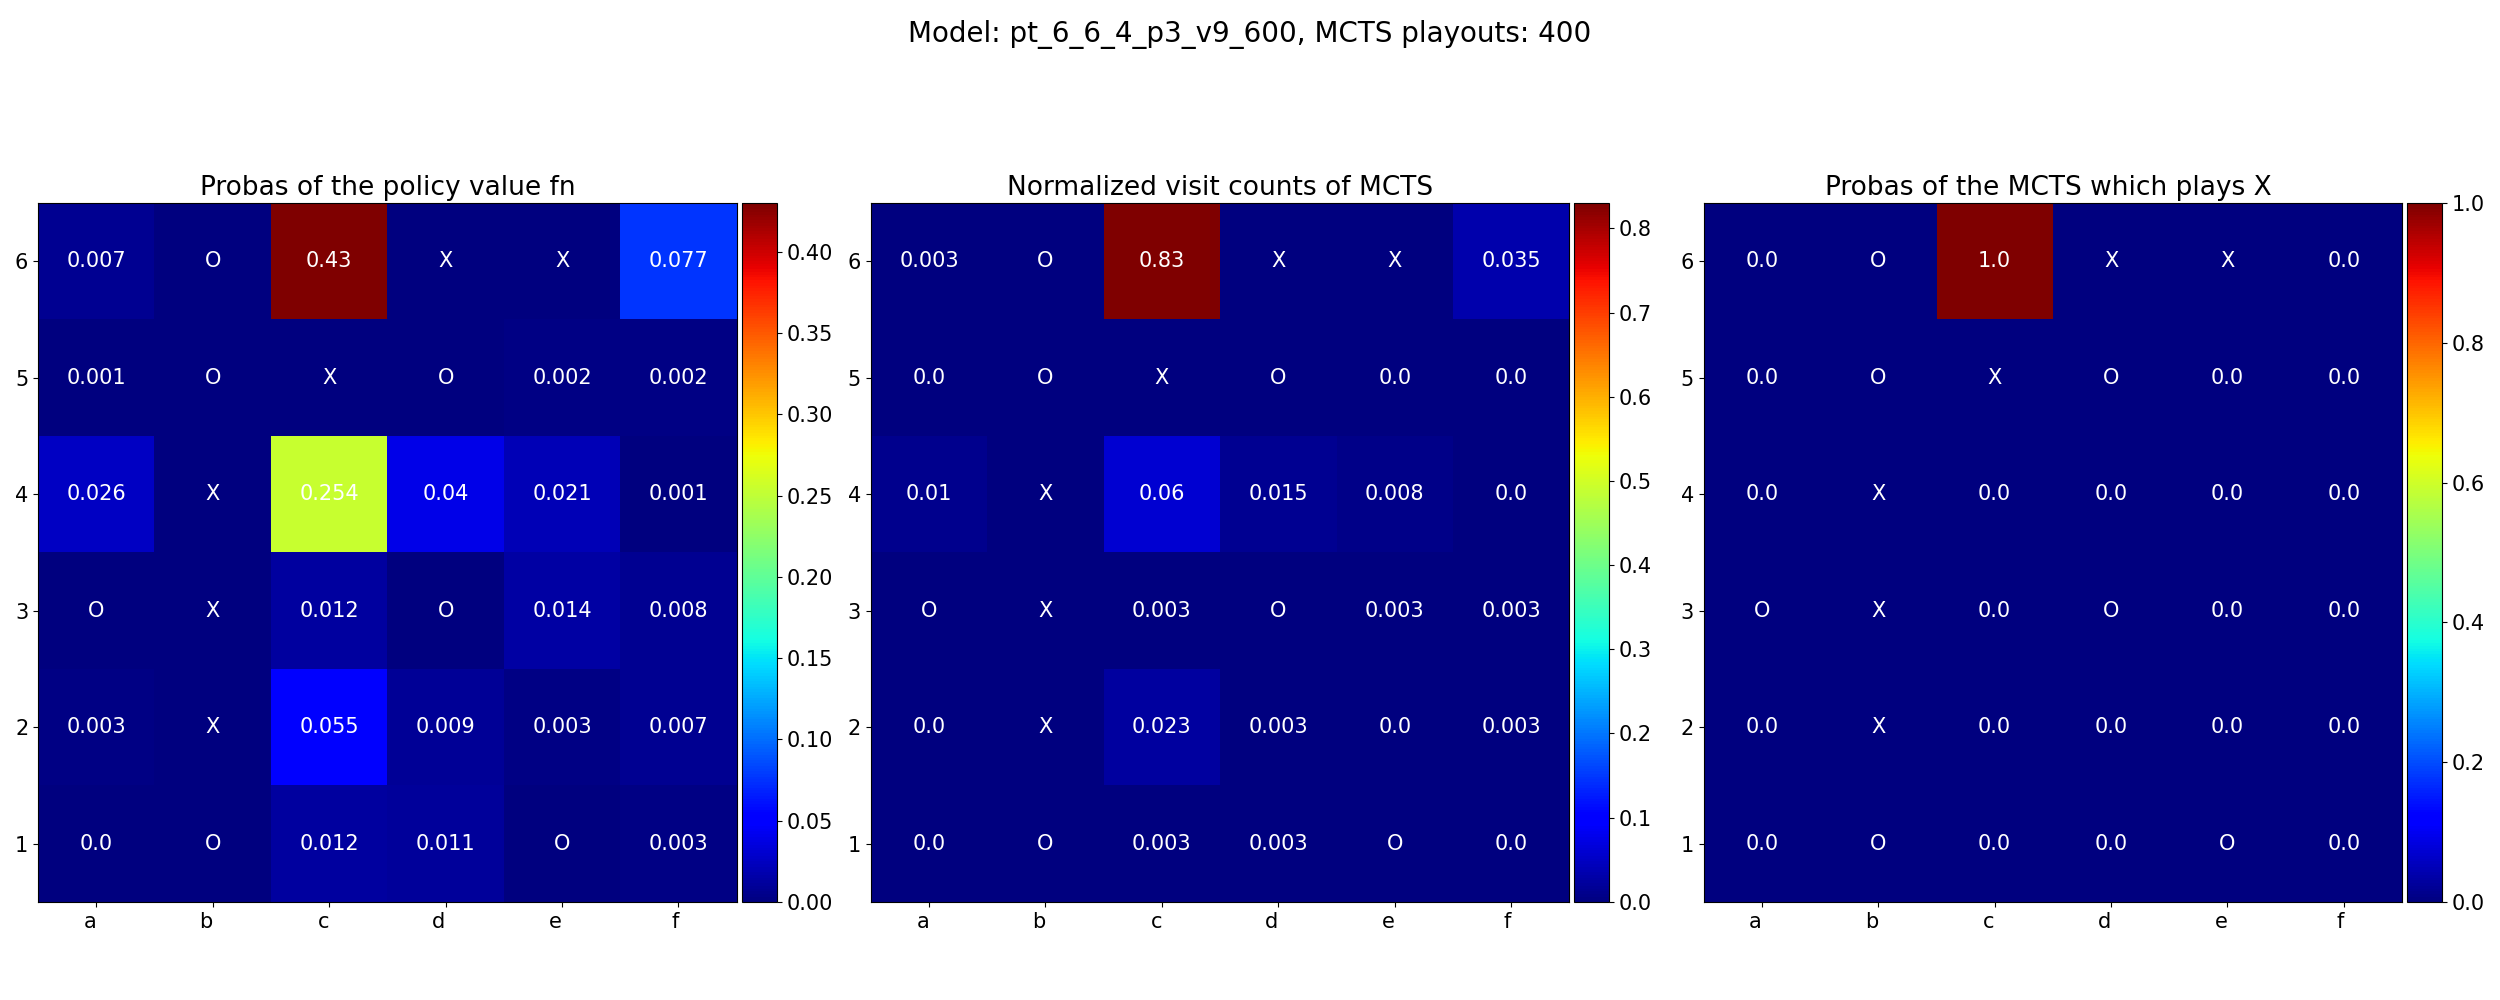 Model: pt_6_6_4_p3_v9_600, MCTS playouts: 400
Probas of the policy value fn
6 0.007 O 0.43 X X 0.077
5 0.001 O X O 0.002 0.002
4 0.026 X 0.254 0.04 0.021 0.001
3 O X 0.012 O 0.014 0.008
2 0.003 X 0.055 0.009 0.003 0.007
1 0.0 O 0.012 0.011 O 0.003
a b c d e f
0.40
0.35
0.30
0.25
0.20
0.15
0.10
0.05
0.00
Normalized visit counts of MCTS
6 0.003 O 0.83 X X 0.035
5 0.0 O X O 0.0 0.0
4 0.01 X 0.06 0.015 0.008 0.0
3 O X 0.003 O 0.003 0.003
2 0.0 X 0.023 0.003 0.0 0.003
1 0.0 O 0.003 0.003 O 0.0
a b c d e f
0.8
0.7
0.6
0.5
0.4
0.3
0.2
0.1
0.0
Probas of the MCTS which plays X
6 0.0 O 1.0 X X 0.0
5 0.0 O X O 0.0 0.0
4 0.0 X 0.0 0.0 0.0 0.0
3 O X 0.0 O 0.0 0.0
2 0.0 X 0.0 0.0 0.0 0.0
1 0.0 O 0.0 0.0 O 0.0
a b c d e f
1.0
0.8
0.6
0.4
0.2
0.0